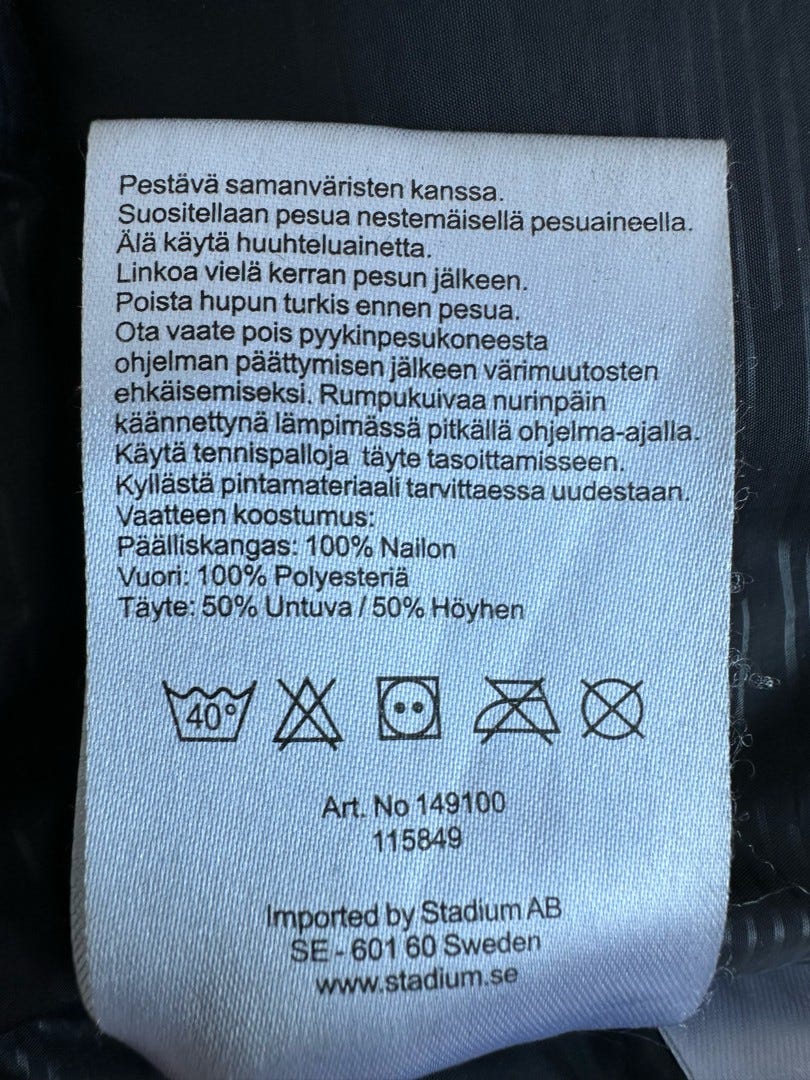 Pestävä samanväristen kanssa.
Suositellaan pesua nestemäisellä pesuaineella.
Älä käytä huuhteluainetta.
Linkoa vielä kerran pesun jälkeen.
Poista hupun turkis ennen pesua.
Ota vaate pois pyykinpesukoneesta
ohjelman päättymisen jälkeen värimuutosten
ehkäisemiseksi. Rumpukuivaa nurinpäin
käännettynä lämpimässä pitkällä ohjelma-ajalla.
Käytä tennispalloja täyte tasoittamisseen.
Kyllästä pintamateriaali tarvittaessa uudestaan.
Vaatteen koostumus:
Päälliskangas: 100% Nailon
Vuori: 100% Polyesteriä
Täyte: 50% Untuva / 50% Höyhen
40°
Art. No 149100
115849
Imported by Stadium AB
SE - 601 60 Sweden
www.stadium.se